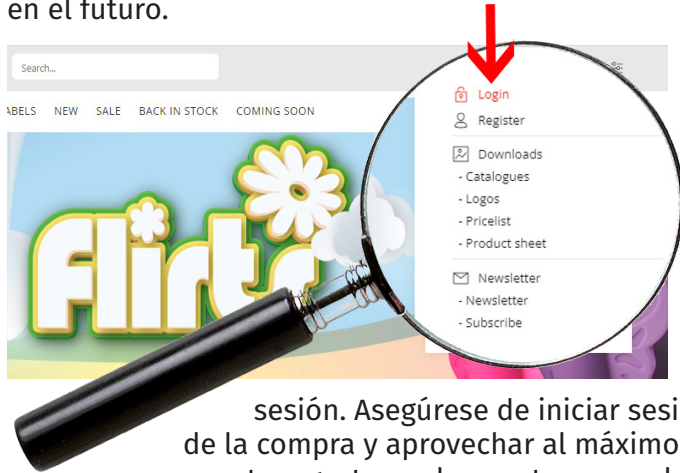 en el futuro.
Search...
NEW SALE BACK IN STOCK COMING SOON
Login
Register
Downloads
- Catalogues
- Logos
- Pricelist
- Product sheet
Newsletter
- Newsletter
- Subscribe
Flirts
sesión. Asegúrese de iniciar sesi
de la compra y aprovechar al máximo